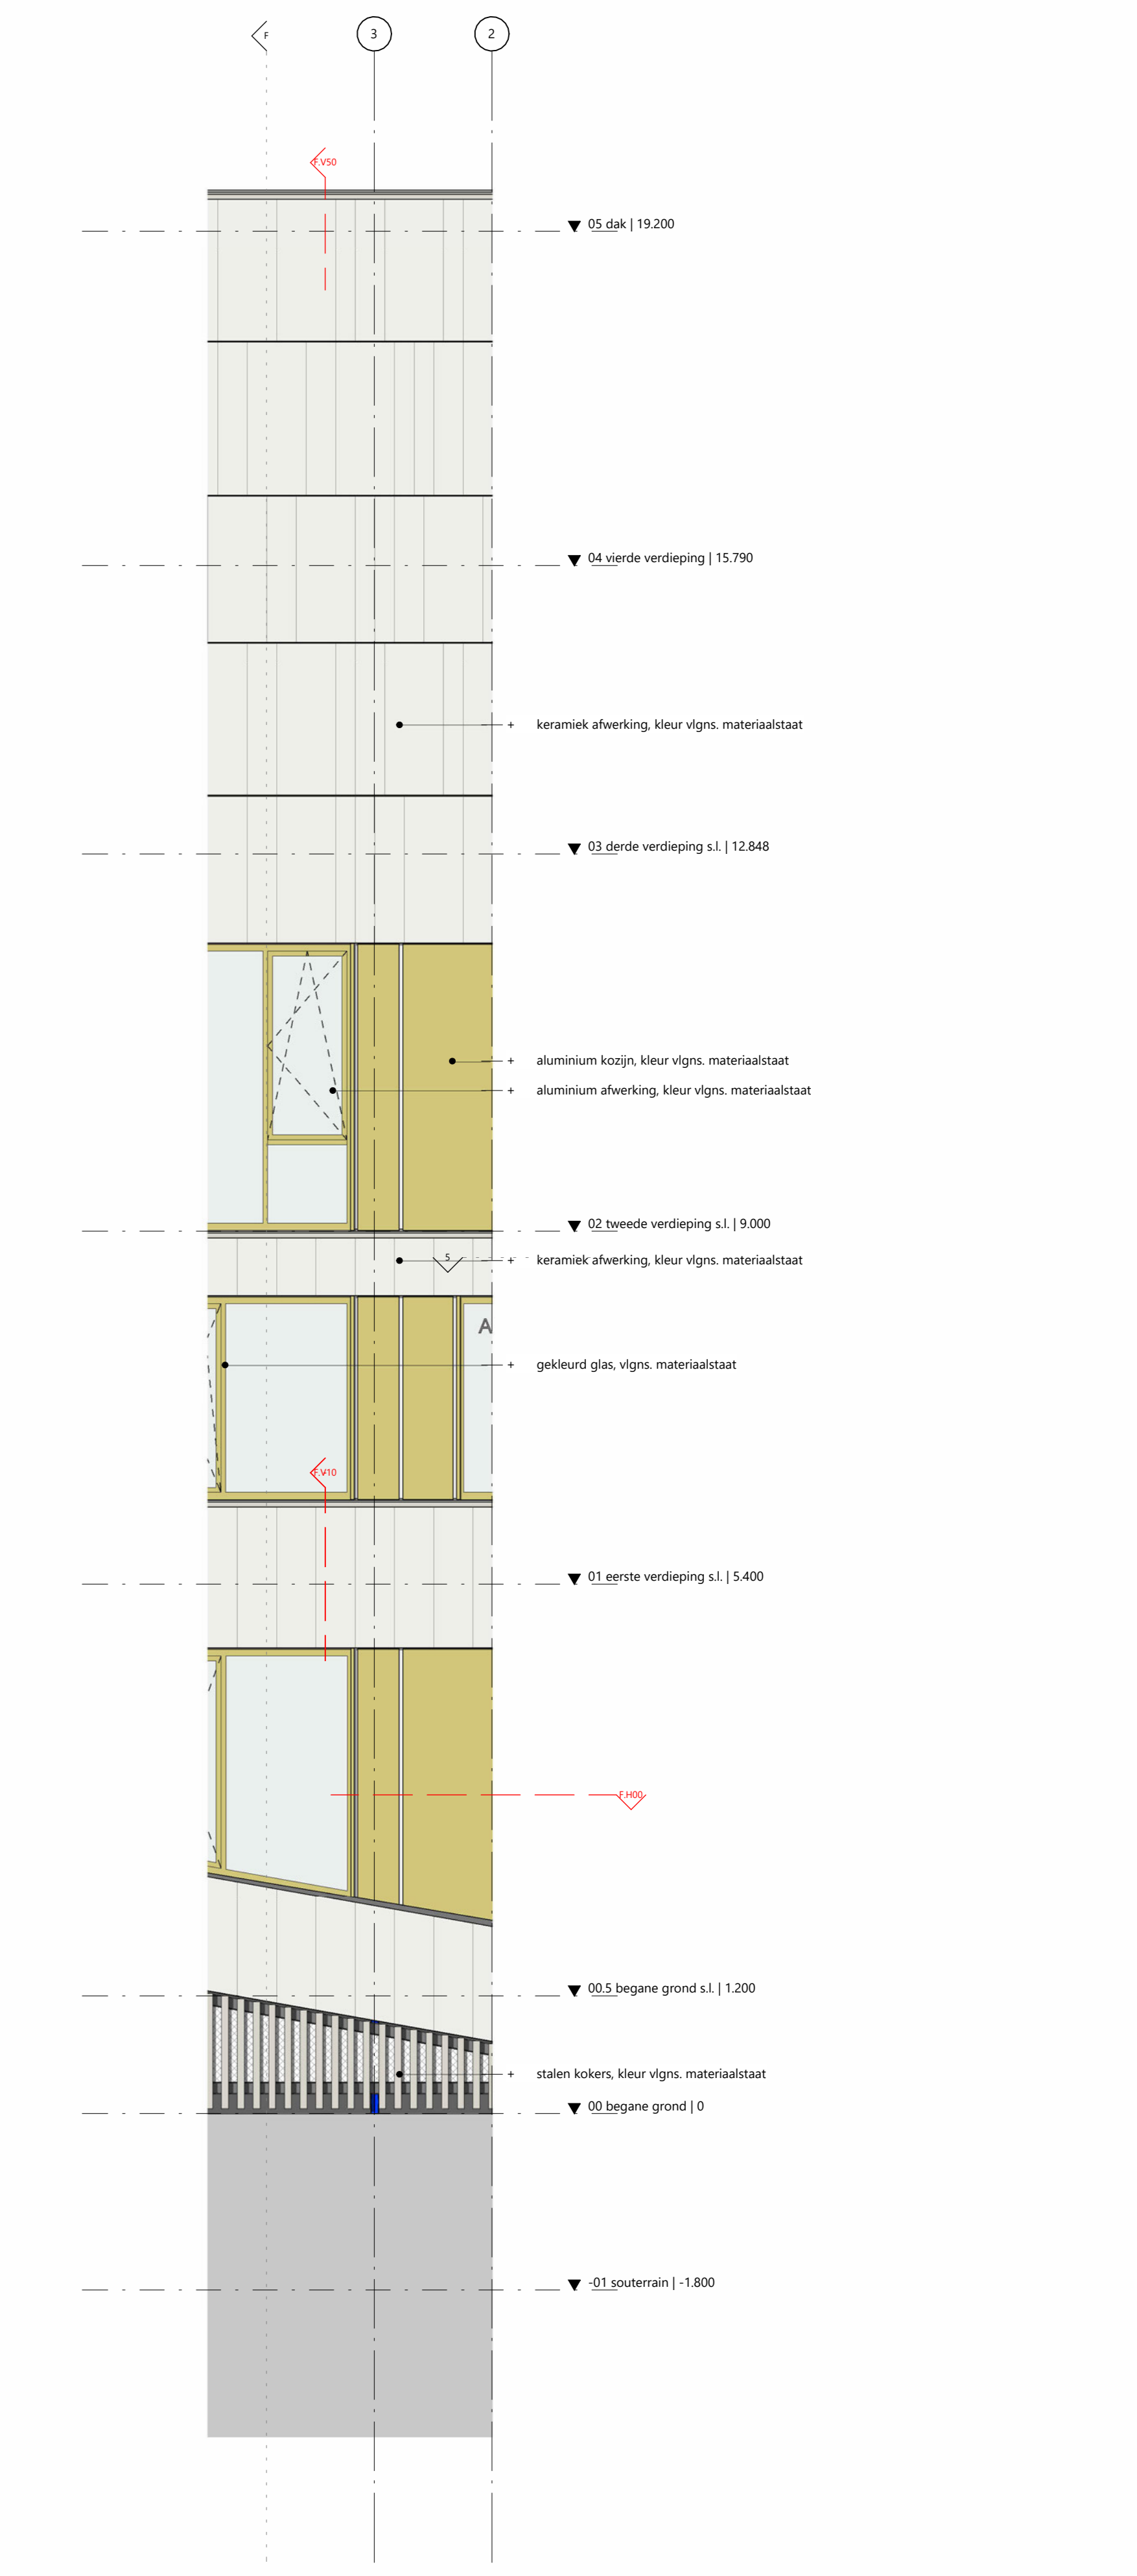 F
3
2
F.V50
05 dak | 19.200
04 vierde verdieping | 15.790
keramiek afwerking, kleur vlgns. materiaalstaat
03 derde verdieping s.l. | 12.848
aluminium kozijn, kleur vlgns. materiaalstaat
aluminium afwerking, kleur vlgns. materiaalstaat
02 tweede verdieping s.l. | 9.000
5
keramiek afwerking, kleur vlgns. materiaalstaat
A
gekleurd glas, vlgns. materiaalstaat
F.V10
01 eerste verdieping s.l. | 5.400
F.H00
00.5 begane grond s.l. | 1.200
stalen kokers, kleur vlgns. materiaalstaat
00 begane grond | 0
-01 souterrain | -1.800